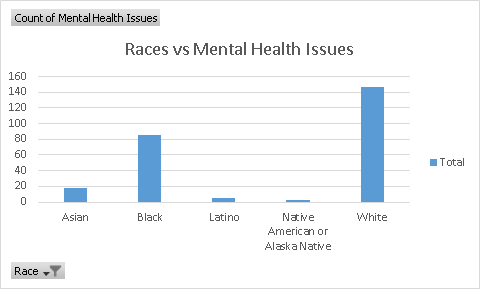 Count of Mental Health Issues
Races vs Mental Health Issues
160
140
120
100
80
60
40
20
0
Asian
Black
Latino
Native
American or
Alaska Native
White
Total
Race